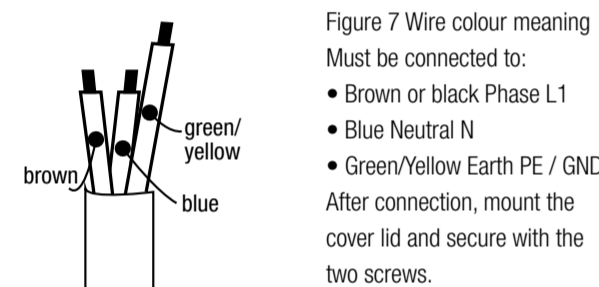 green/
yellow
brown
blue
Figure 7 Wire colour meaning
Must be connected to:
• Brown or black Phase L1
• Blue Neutral N
• Green/Yellow Earth PE / GND
After connection, mount the
cover lid and secure with the
two screws.